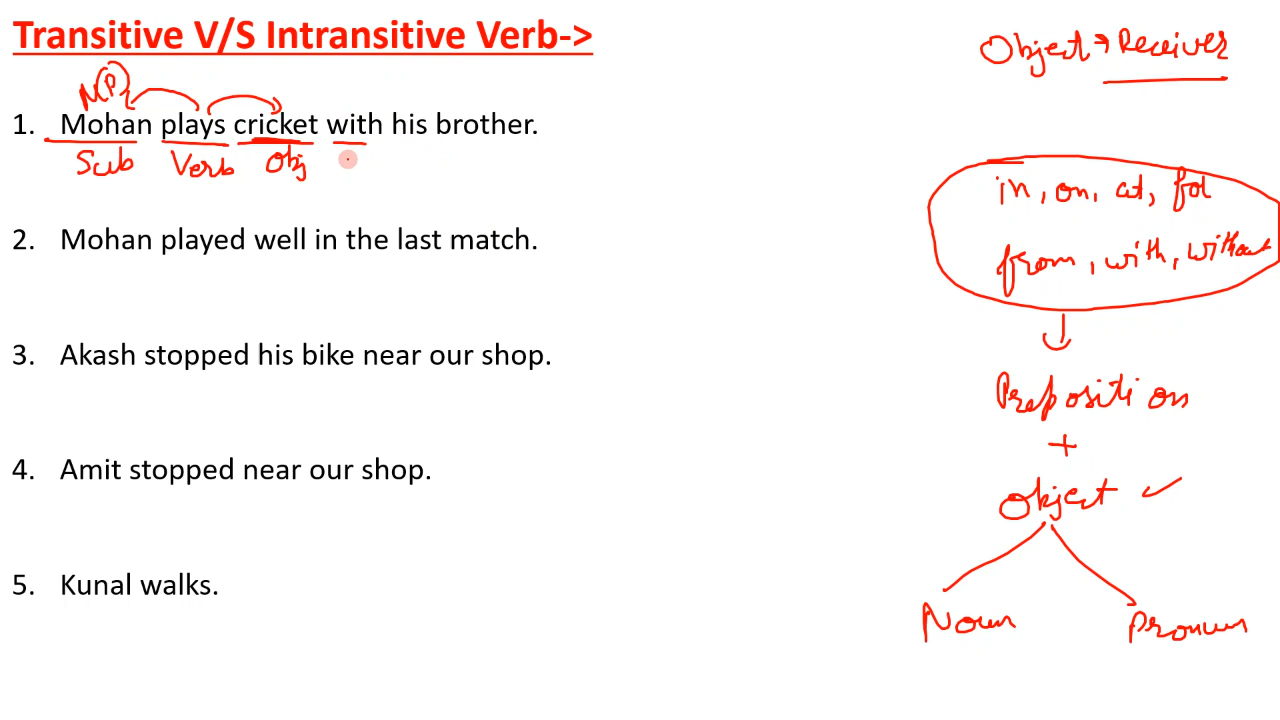 Transitive V/S Intransitive Verb->
Object → Receiver
N(P)
1. Mohan plays cricket with his brother.
Sub Verb Obj
in, on, at, for
2. Mohan played well in the last match.
from, with, without
3. Akash stopped his bike near our shop.
Preposition
+
4. Amit stopped near our shop.
Object ✓
5. Kunal walks.
Noun Pronoun